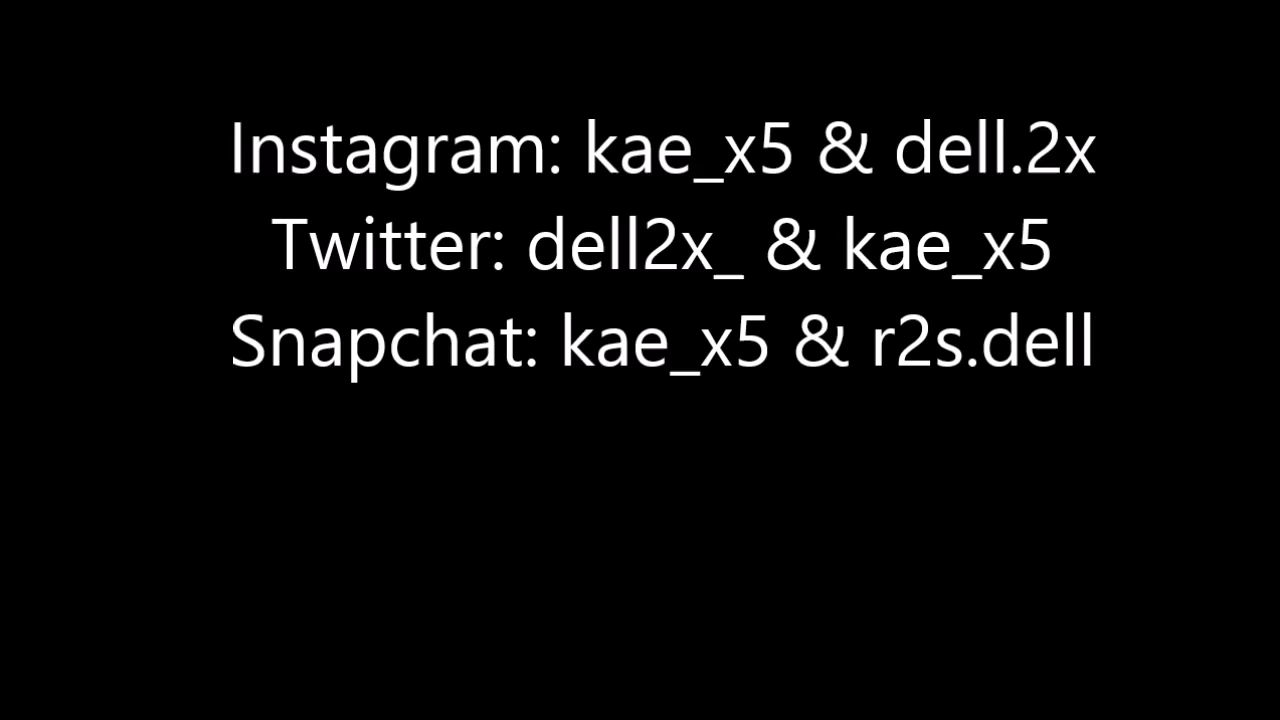 Instagram: kae_x5 & dell.2x
Twitter: dell2x_ & kae_x5
Snapchat: kae_x5 & r2s.dell